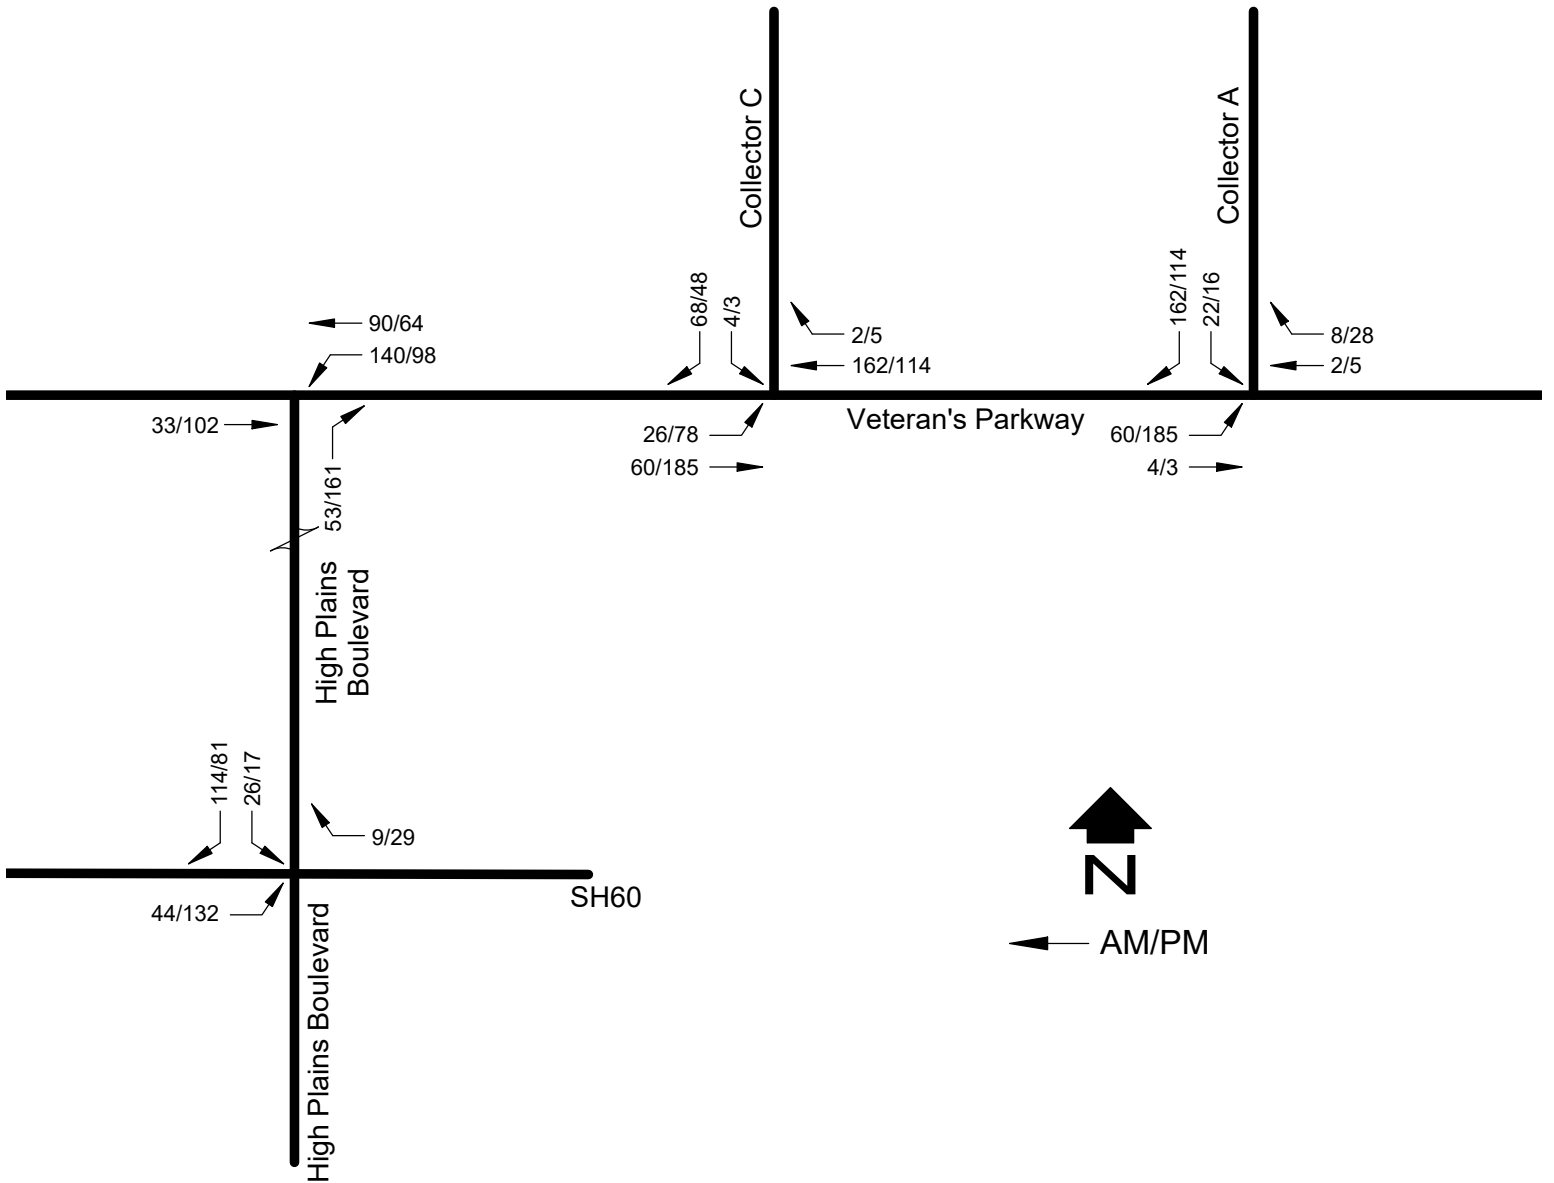 Collector C
Collector A
68/48
4/3
162/114
22/16
90/64
140/98
2/5
162/114
8/28
2/5
33/102
53/161
26/78
60/185
Veteran's Parkway
60/185
4/3
High Plains
Boulevard
114/81
26/17
9/29
44/132
SH60
High Plains Boulevard
N
AM/PM